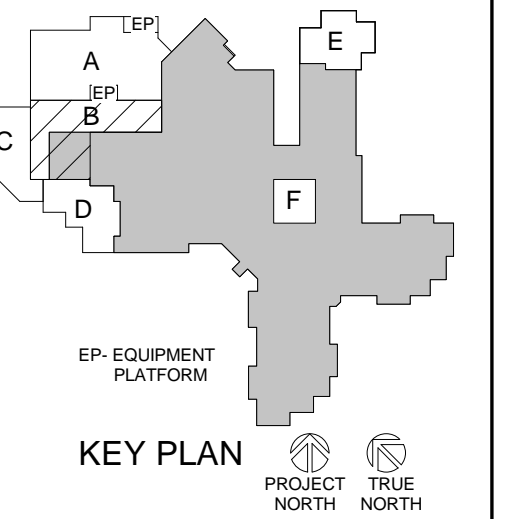 EP
E
A
[EP]
B
C
F
D
EP- EQUIPMENT
PLATFORM
KEY PLAN
PROJECT
NORTH
TRUE
NORTH